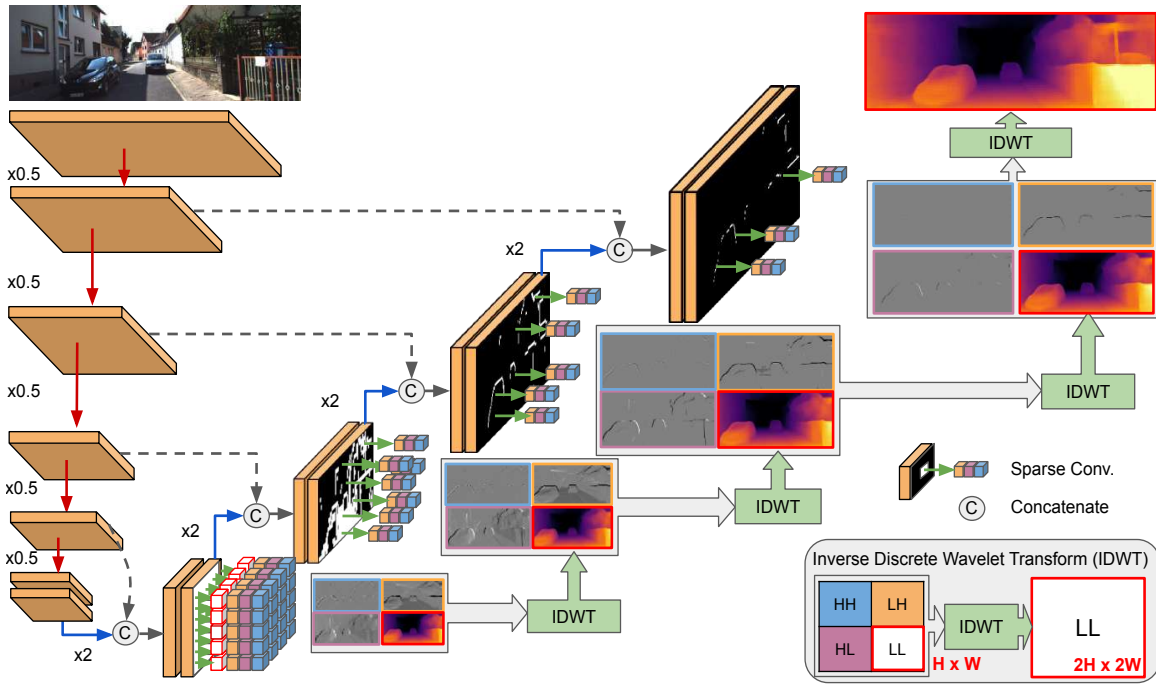 IDWT
x0.5
x0.5
x2
C
x0.5
IDWT
x2
C
x0.5
Sparse Conv.
C
Concatenate
x0.5
x2
C
IDWT
Inverse Discrete Wavelet Transform (IDWT)
HH
LH
IDWT
LL
HL
LL
H x W
2H x 2W
IDWT
C
x2